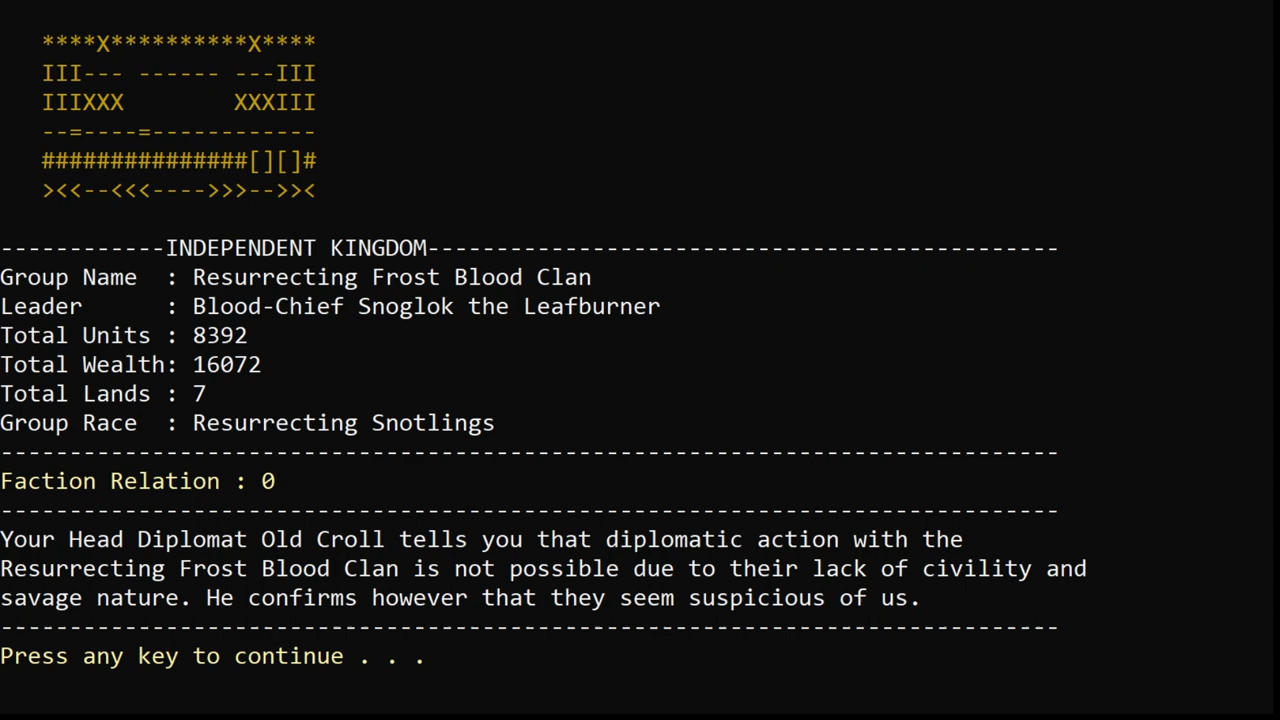 ****X**********X****
III--- ------ ---III
IIIXXX        XXXIII
--=----=------------
###############[][]#
><<--<<<---->>>-->><
------------INDEPENDENT KINGDOM----------------------------------------------
Group Name  : Resurrecting Frost Blood Clan
Leader      : Blood-Chief Snoglok the Leafburner
Total Units : 8392
Total Wealth: 16072
Total Lands : 7
Group Race  : Resurrecting Snotlings
-----------------------------------------------------------------------------
Faction Relation : 0
-----------------------------------------------------------------------------
Your Head Diplomat Old Croll tells you that diplomatic action with the
Resurrecting Frost Blood Clan is not possible due to their lack of civility and
savage nature. He confirms however that they seem suspicious of us.
-----------------------------------------------------------------------------
Press any key to continue . . .